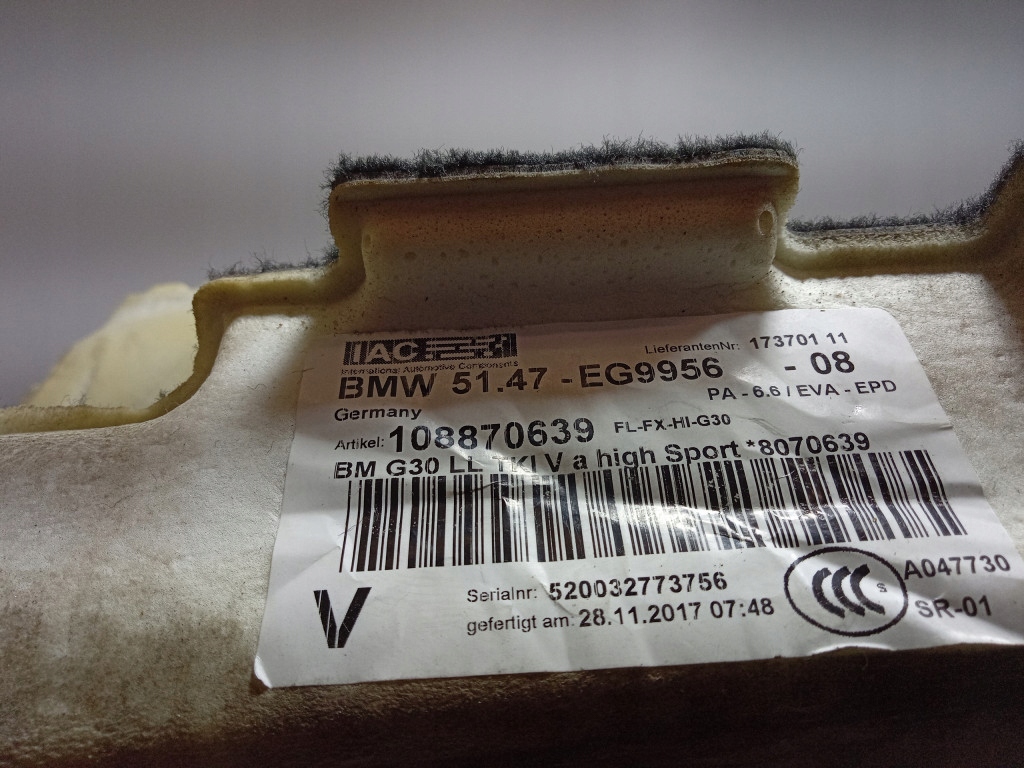 IAC
International Automotive Components
LieferantenNr: 173701 11
BMW 51.47 - EG9956 - 08
PA - 6.6 / EVA - EPD
Germany
Artikel: 108870639 FL-FX-HI-G30
BM G30 LL TKI V a high Sport *8070639
V
Serialnr: 520032773756
gefertigt am: 28.11.2017 07:48
CCC S
A047730
SR-01